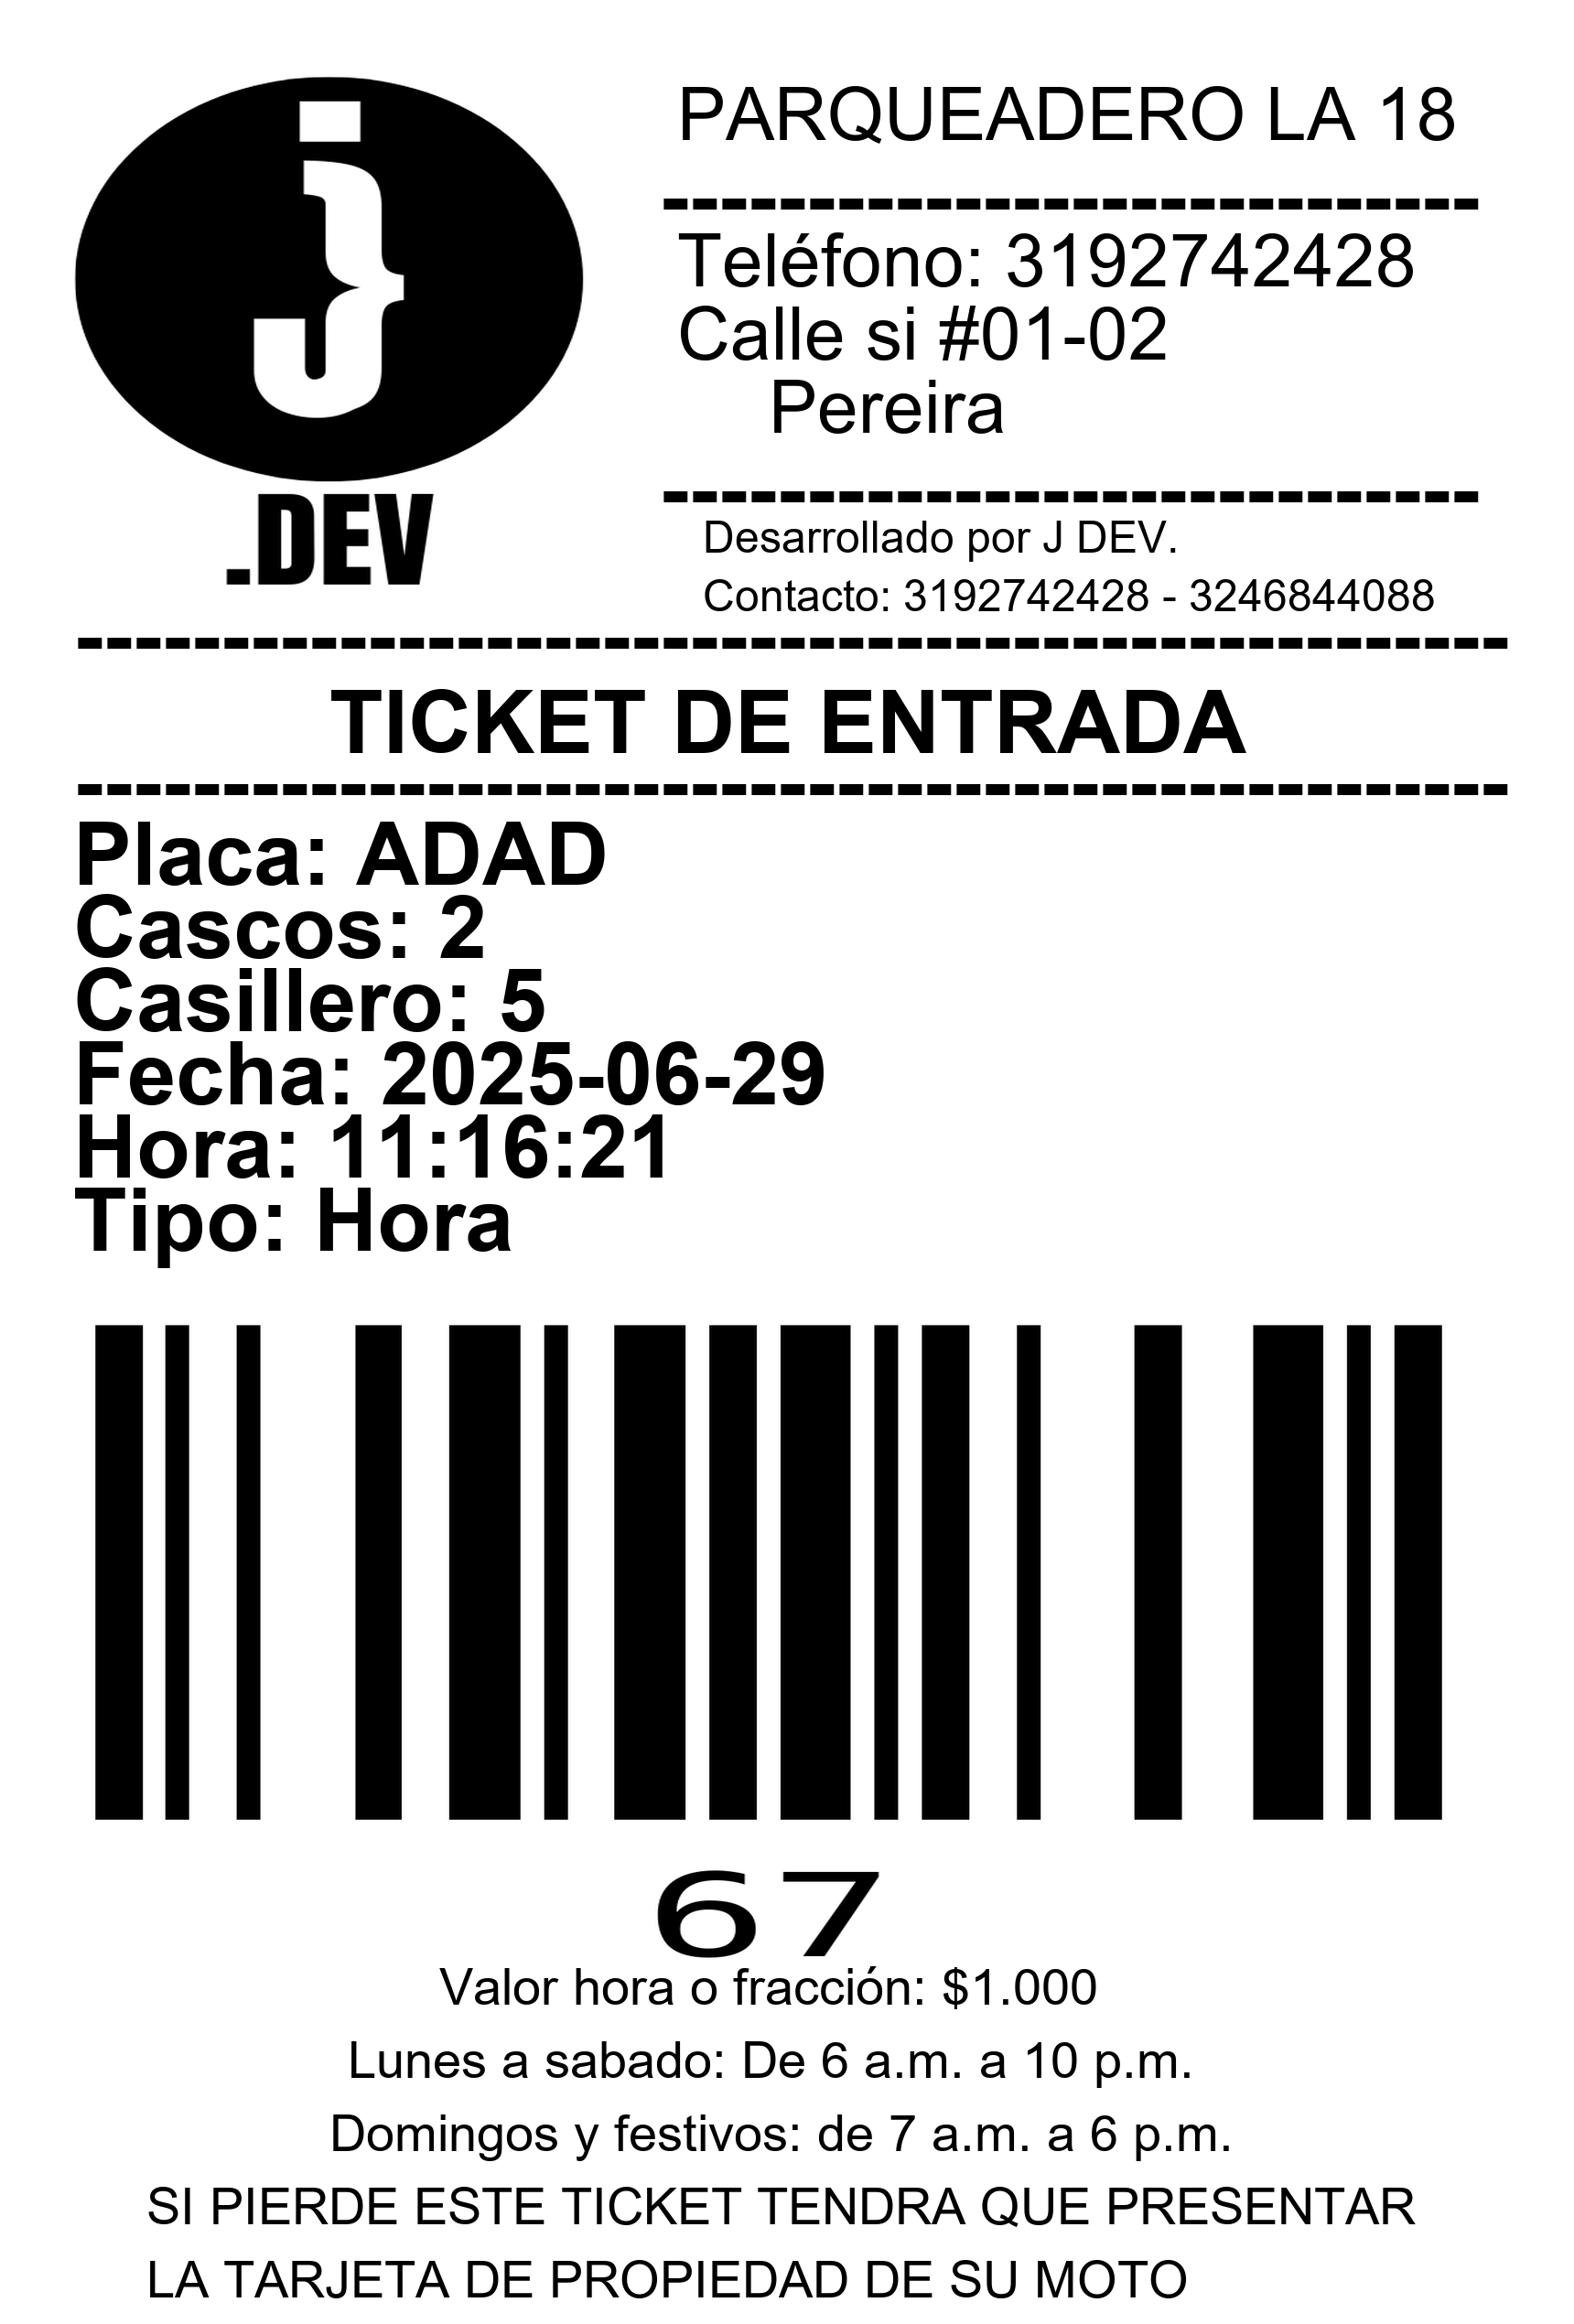 j
.DEV
PARQUEADERO LA 18
----------------------------
Teléfono: 3192742428
Calle si #01-02
Pereira
----------------------------
Desarrollado por J DEV.
Contacto: 3192742428 - 3246844088
-------------------------------------------------
TICKET DE ENTRADA
-------------------------------------------------
Placa: ADAD
Cascos: 2
Casillero: 5
Fecha: 2025-06-29
Hora: 11:16:21
Tipo: Hora
67
Valor hora o fracción: $1.000
Lunes a sabado: De 6 a.m. a 10 p.m.
Domingos y festivos: de 7 a.m. a 6 p.m.
SI PIERDE ESTE TICKET TENDRA QUE PRESENTAR
LA TARJETA DE PROPIEDAD DE SU MOTO